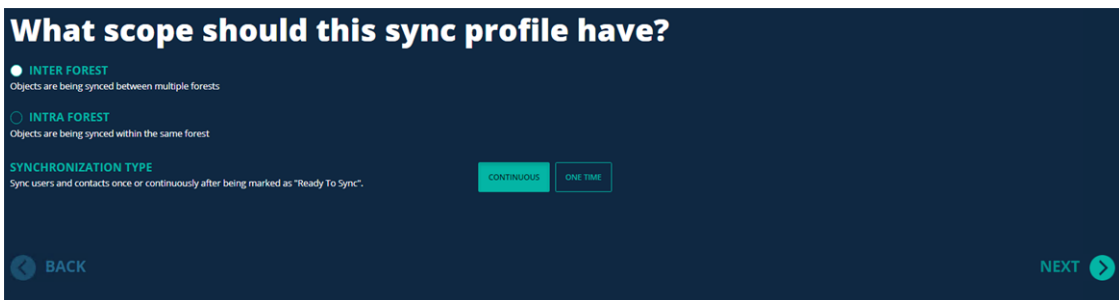 What scope should this sync profile have?
INTER FOREST
Objects are being synced between multiple forests
INTRA FOREST
Objects are being synced within the same forest
SYNCHRONIZATION TYPE
Sync users and contacts once or continuously after being marked as "Ready To Sync".
CONTINUOUS
ONE TIME
BACK
NEXT